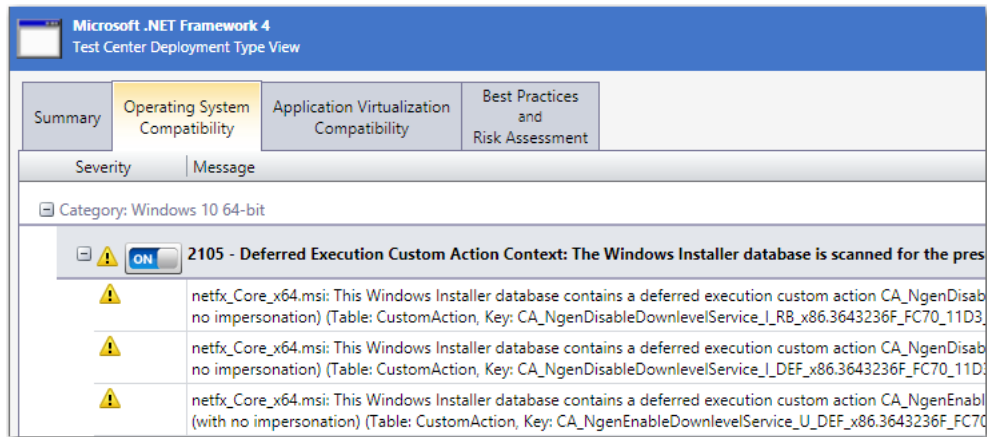 Microsoft .NET Framework 4
Test Center Deployment Type View
Summary
Operating System
Compatibility
Application Virtualization
Compatibility
Best Practices
and
Risk Assessment
Severity
Message
Category: Windows 10 64-bit
ON
2105 - Deferred Execution Custom Action Context: The Windows Installer database is scanned for the pres
netfx_Core_x64.msi: This Windows Installer database contains a deferred execution custom action CA_NgenDisab
no impersonation) (Table: CustomAction, Key: CA_NgenDisableDownlevelService_I_RB_x86.3643236F_FC70_11D3_
netfx_Core_x64.msi: This Windows Installer database contains a deferred execution custom action CA_NgenDisab
no impersonation) (Table: CustomAction, Key: CA_NgenDisableDownlevelService_I_DEF_x86.3643236F_FC70_11D3
netfx_Core_x64.msi: This Windows Installer database contains a deferred execution custom action CA_NgenEnabl
(with no impersonation) (Table: CustomAction, Key: CA_NgenEnableDownlevelService_U_DEF_x86.3643236F_FC70